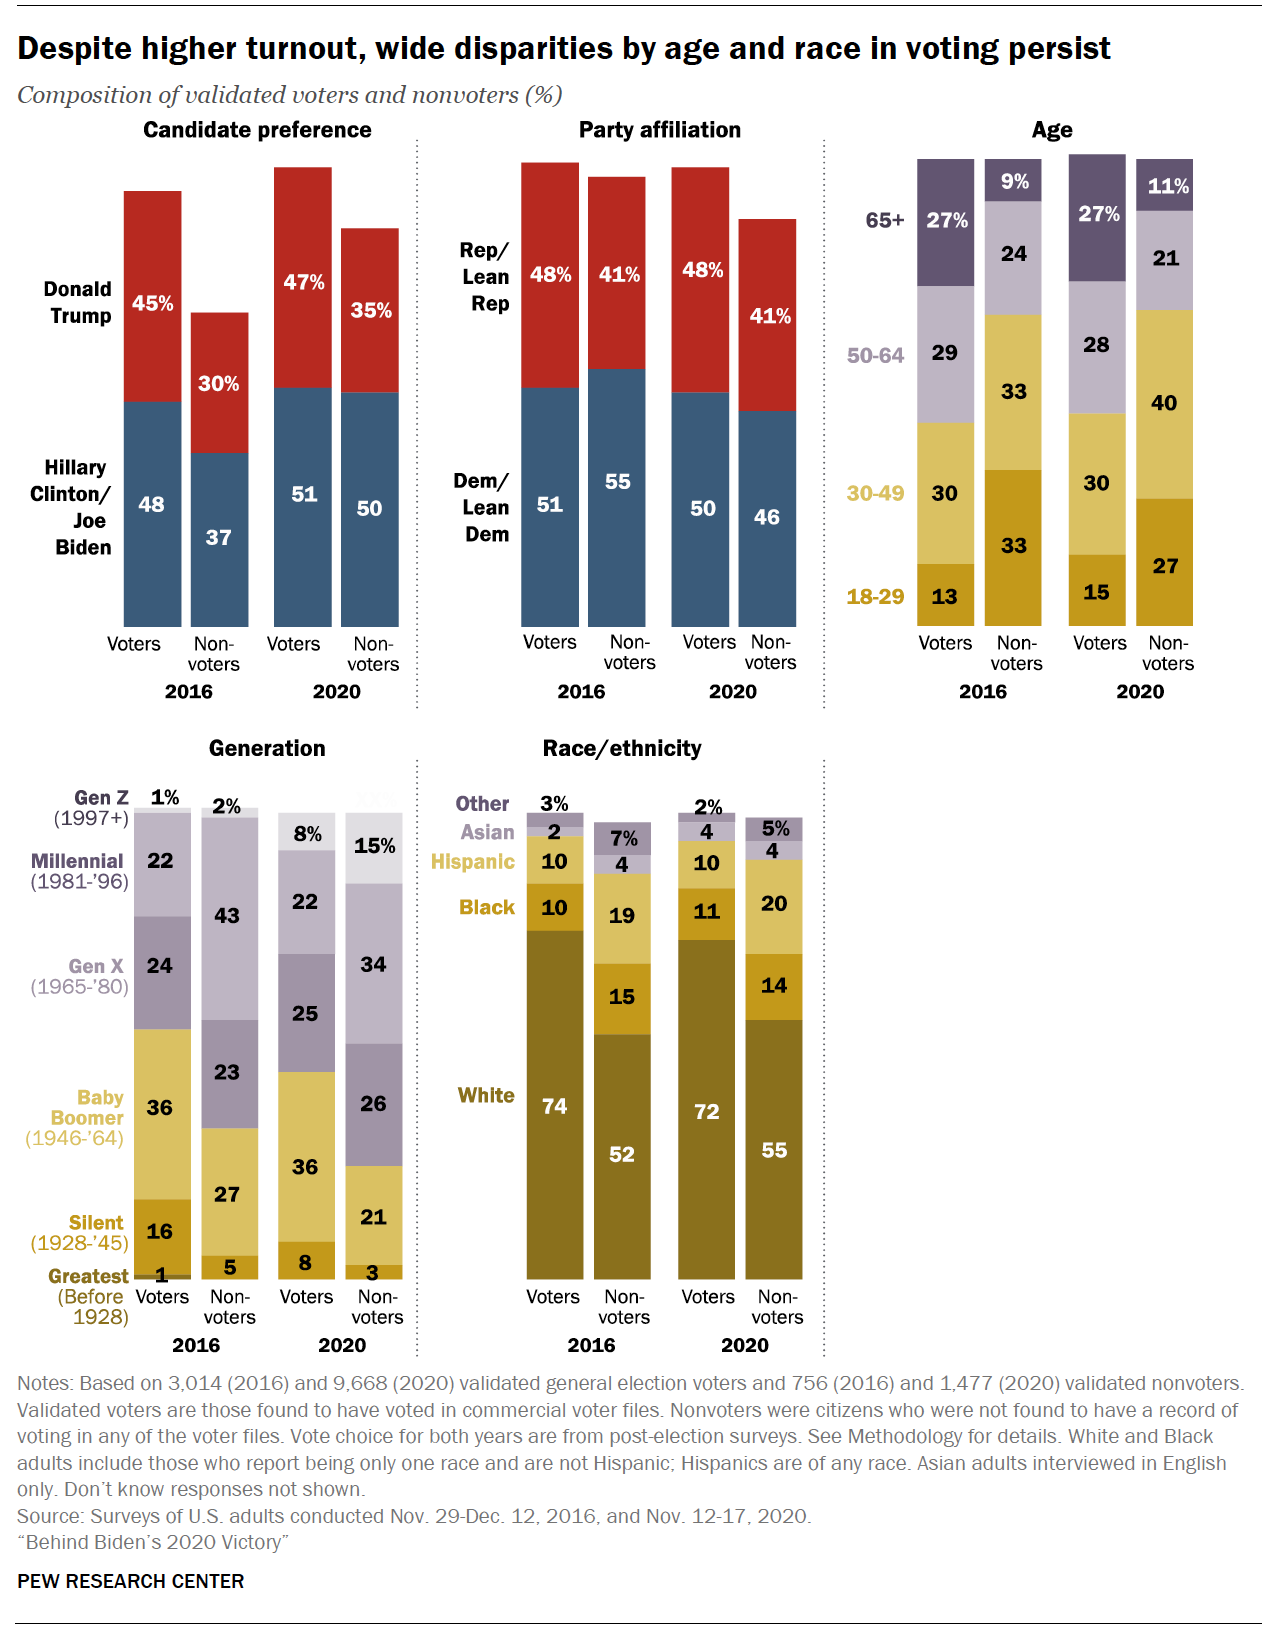 Despite higher turnout, wide disparities by age and race in voting persist
Composition of validated voters and nonvoters (%)
Candidate preference
Donald
Trump
Hillary
Clinton/
Joe
Biden
45%
48
30%
37
47%
51
35%
50
Voters
Non-
voters
Voters
Non-
voters
2016
2020
Party affiliation
Rep/
Lean
Rep
Dem/
Lean
Dem
48%
51
41%
55
48%
50
41%
46
Voters
Non-
voters
Voters
Non-
voters
2016
2020
Age
65+
50-64
30-49
18-29
27%
29
30
13
9%
24
33
33
27%
28
30
15
11%
21
40
27
Voters
Non-
voters
Voters
Non-
voters
2016
2020
Generation
Gen Z
(1997+)
Millennial
(1981-’96)
Gen X
(1965-’80)
Baby
Boomer
(1946-’64)
Silent
(1928-’45)
Greatest
(Before
1928)
1%
22
24
36
16
1
2%
43
23
27
5
8%
22
25
36
8
15%
34
26
21
3
Voters
Non-
voters
Voters
Non-
voters
2016
2020
Race/ethnicity
Other
Asian
Hispanic
Black
White
3%
2
10
10
74
7%
4
19
15
52
2%
4
10
11
72
5%
4
20
14
55
Voters
Non-
voters
Voters
Non-
voters
2016
2020
Notes: Based on 3,014 (2016) and 9,668 (2020) validated general election voters and 756 (2016) and 1,477 (2020) validated nonvoters.
Validated voters are those found to have voted in commercial voter files. Nonvoters were citizens who were not found to have a record of
voting in any of the voter files. Vote choice for both years are from post-election surveys. See Methodology for details. White and Black
adults include those who report being only one race and are not Hispanic; Hispanics are of any race. Asian adults interviewed in English
only. Don’t know responses not shown.
Source: Surveys of U.S. adults conducted Nov. 29-Dec. 12, 2016, and Nov. 12-17, 2020.
“Behind Biden’s 2020 Victory”
PEW RESEARCH CENTER